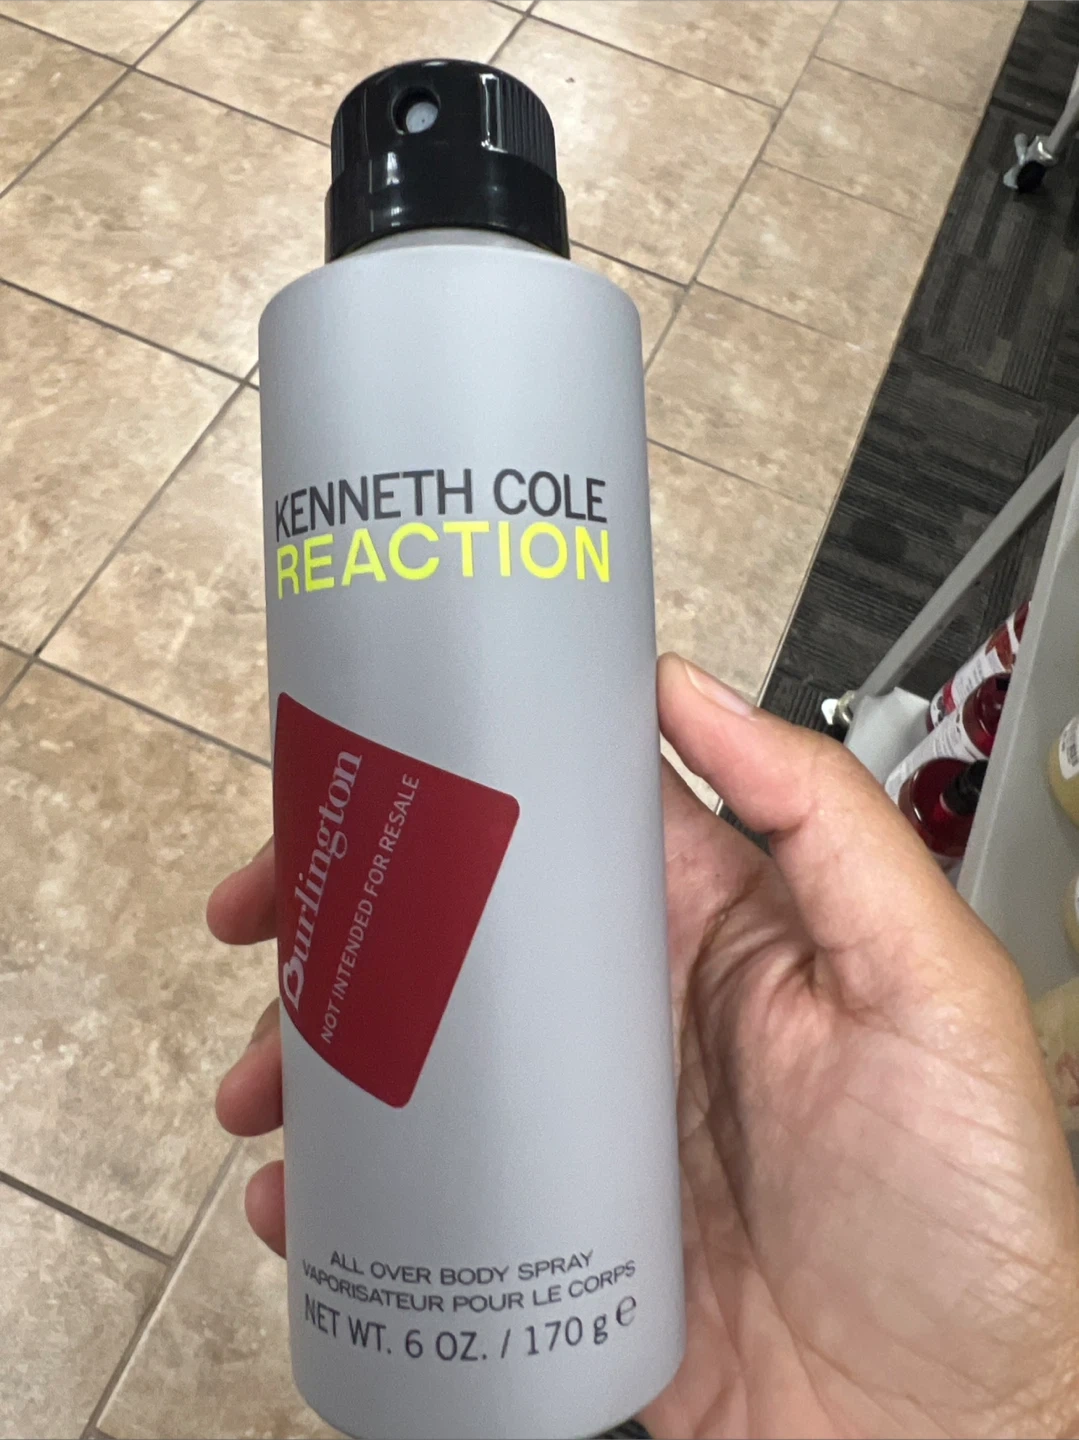 KENNETH COLE
REACTION
Burlington
NOT INTENDED FOR RESALE
ALL OVER BODY SPRAY
VAPORISATEUR POUR LE CORPS
NET WT. 6 OZ. / 170 g ℮